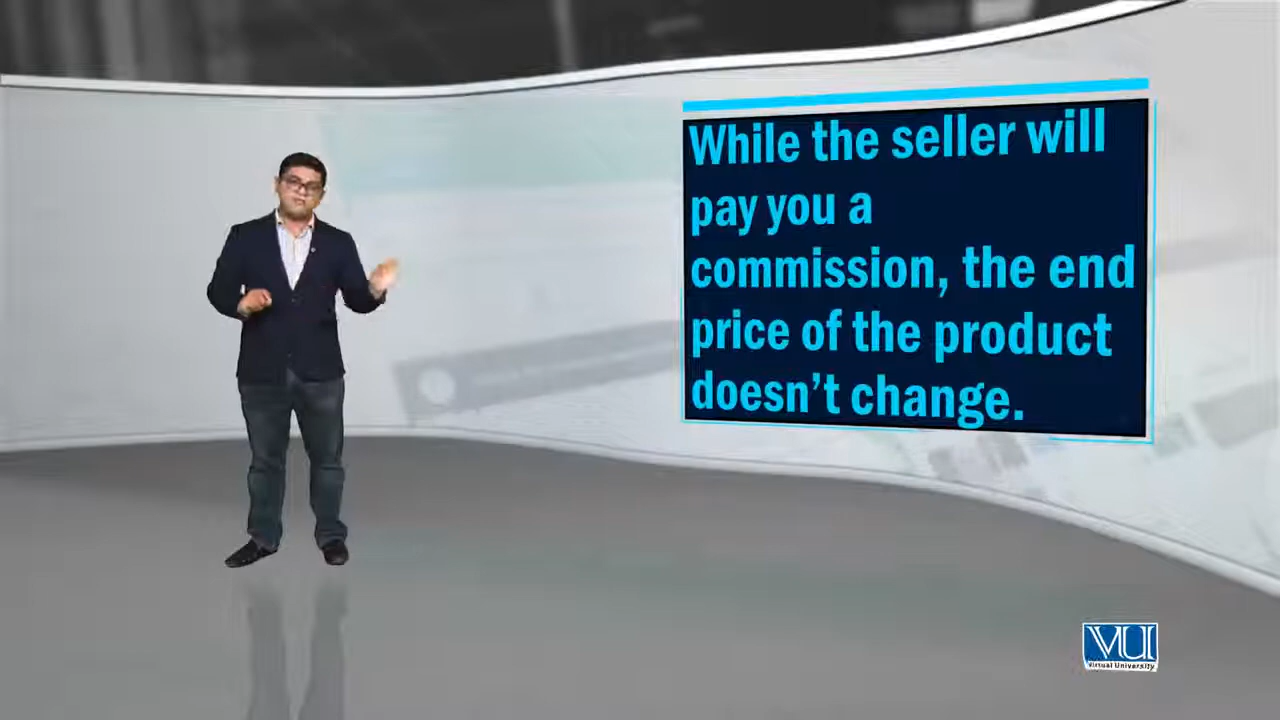 While the seller will
pay you a
commission, the end
price of the product
doesn't change.
VU
Virtual University